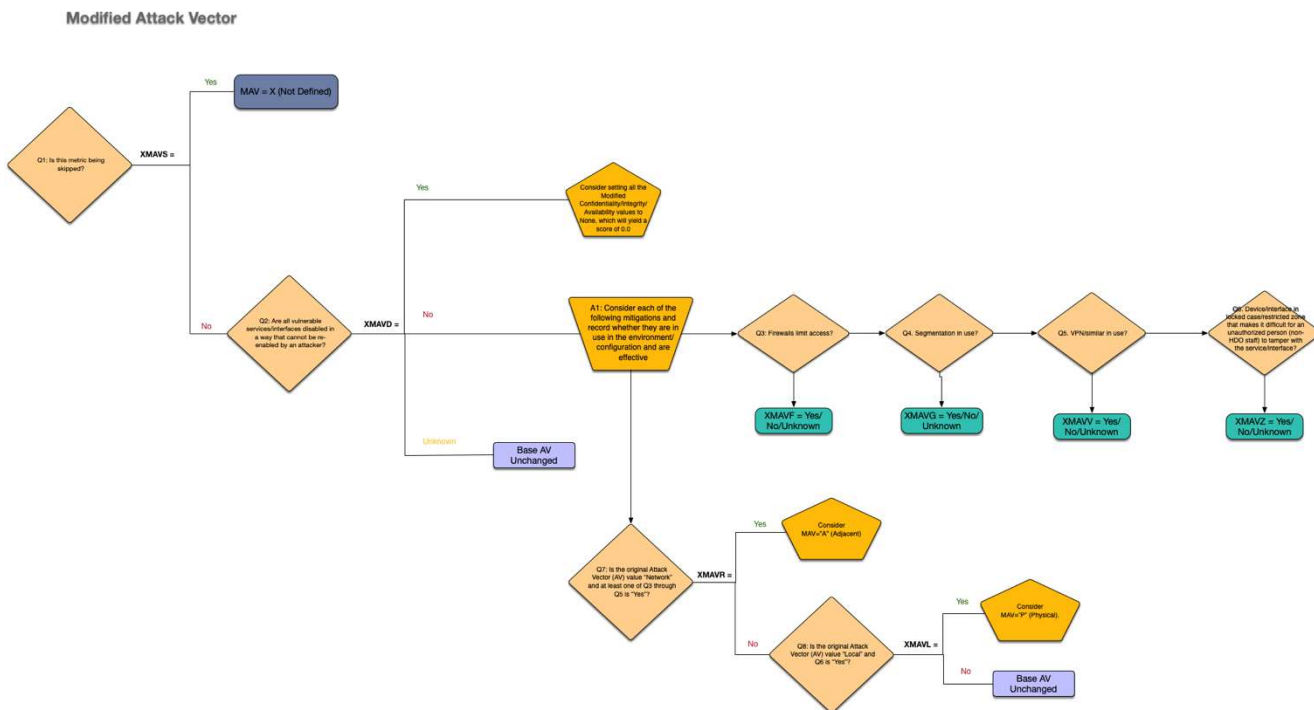 Modified Attack Vector
Yes
MAV = X (Not Defined)
Q1: Is this metric being
skipped?
XMAVS =
No
Q2: Are all vulnerable
services/interfaces disabled in
a way that cannot be re-
enabled by an attacker?
XMAVD =
Yes
Consider setting all the
Modified
Confidentiality/Integrity/
Availability values to
None, which will yield a
score of 0.0
No
A1: Consider each of the
following mitigations and
record whether they are in
use in the environment/
configuration and are
effective
Q3: Firewalls limit access?
Q4. Segmentation in use?
Q5. VPN/similar in use?
Q6: Device/interface in
locked case/restricted zone
that makes it difficult for an
unauthorized person (non-
HDO staff) to tamper with
the service/interface?
XMAVF = Yes/
No/Unknown
XMAVG = Yes/No/
Unknown
XMAVV = Yes/
No/Unknown
XMAVZ = Yes/
No/Unknown
Unknown
Base AV
Unchanged
Q7: Is the original Attack
Vector (AV) value "Network"
and at least one of Q3 through
Q5 is "Yes"?
XMAVR =
Yes
Consider
MAV="A" (Adjacent)
No
Q8: Is the original Attack
Vector (AV) value "Local" and
Q6 is "Yes"?
XMAVL =
Yes
Consider
MAV="P" (Physical).
No
Base AV
Unchanged